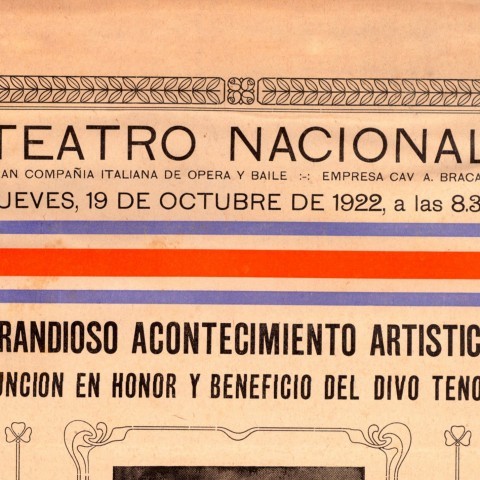 TEATRO NACIONAL
AN COMPAÑIA ITALIANA DE OPERA Y BAILE :-: EMPRESA CAV A. BRACA
UEVES, 19 DE OCTUBRE DE 1922, a las 8.3
RANDIOSO ACONTECIMIENTO ARTISTIC
UNCION EN HONOR Y BENEFICIO DEL DIVO TENO